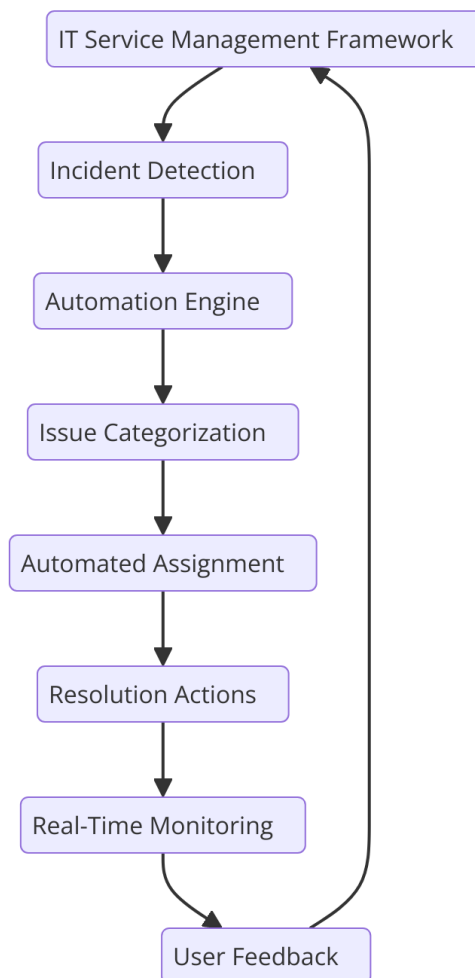 IT Service Management Framework
Incident Detection
Automation Engine
Issue Categorization
Automated Assignment
Resolution Actions
Real-Time Monitoring
User Feedback